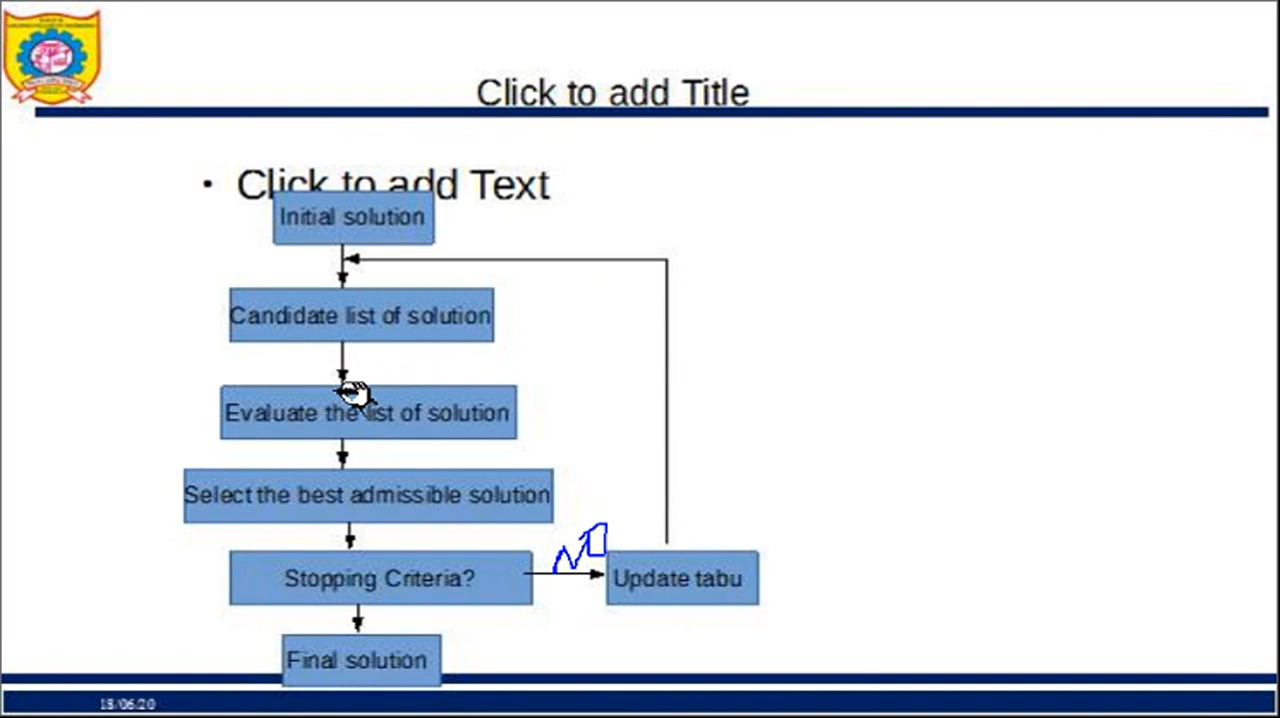 Click to add Title
• Click to add Text
Initial solution
Candidate list of solution
Evaluate the list of solution
Select the best admissible solution
NO
Stopping Criteria?
Update tabu
Final solution
18/06/20